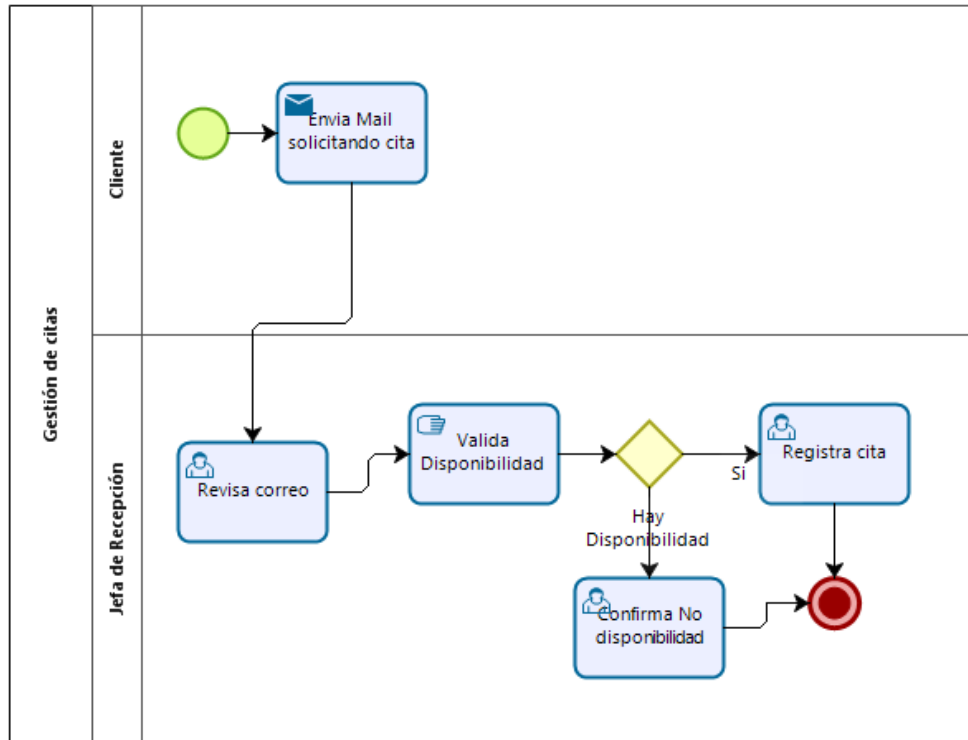 Gestión de citas
Cliente
Envia Mail
solicitando cita
Jefa de Recepción
Revisa correo
Valida
Disponibilidad
Hay
Disponibilidad
Si
Registra cita
Confirma No
disponibilidad